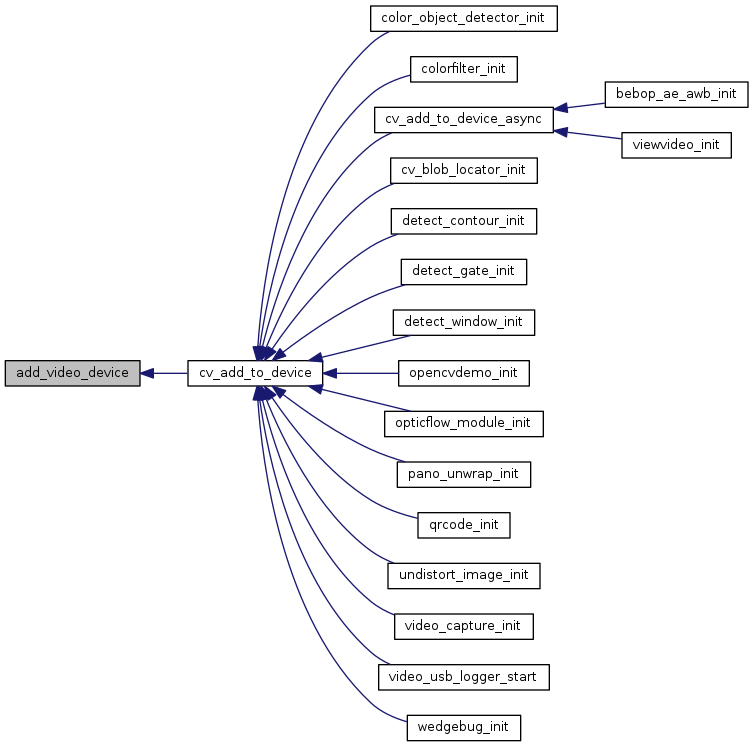 color_object_detector_init
colorfilter_init
bebop_ae_awb_init
cv_add_to_device_async
viewvideo_init
cv_blob_locator_init
detect_contour_init
detect_gate_init
detect_window_init
add_video_device
cv_add_to_device
opencvdemo_init
opticflow_module_init
pano_unwrap_init
qrcode_init
undistort_image_init
video_capture_init
video_usb_logger_start
wedgebug_init